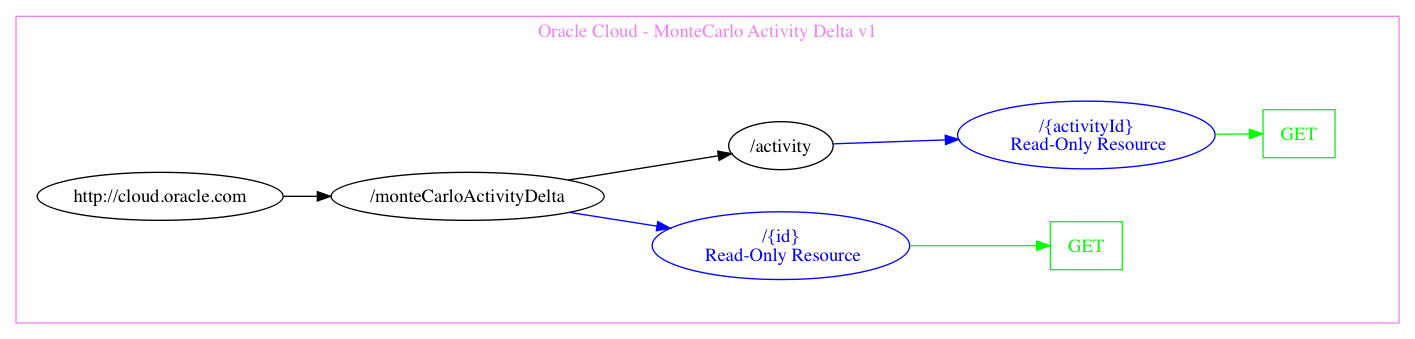 Oracle Cloud - MonteCarlo Activity Delta v1
http://cloud.oracle.com
/monteCarloActivityDelta
/activity
/{activityId}
Read-Only Resource
GET
/{id}
Read-Only Resource
GET